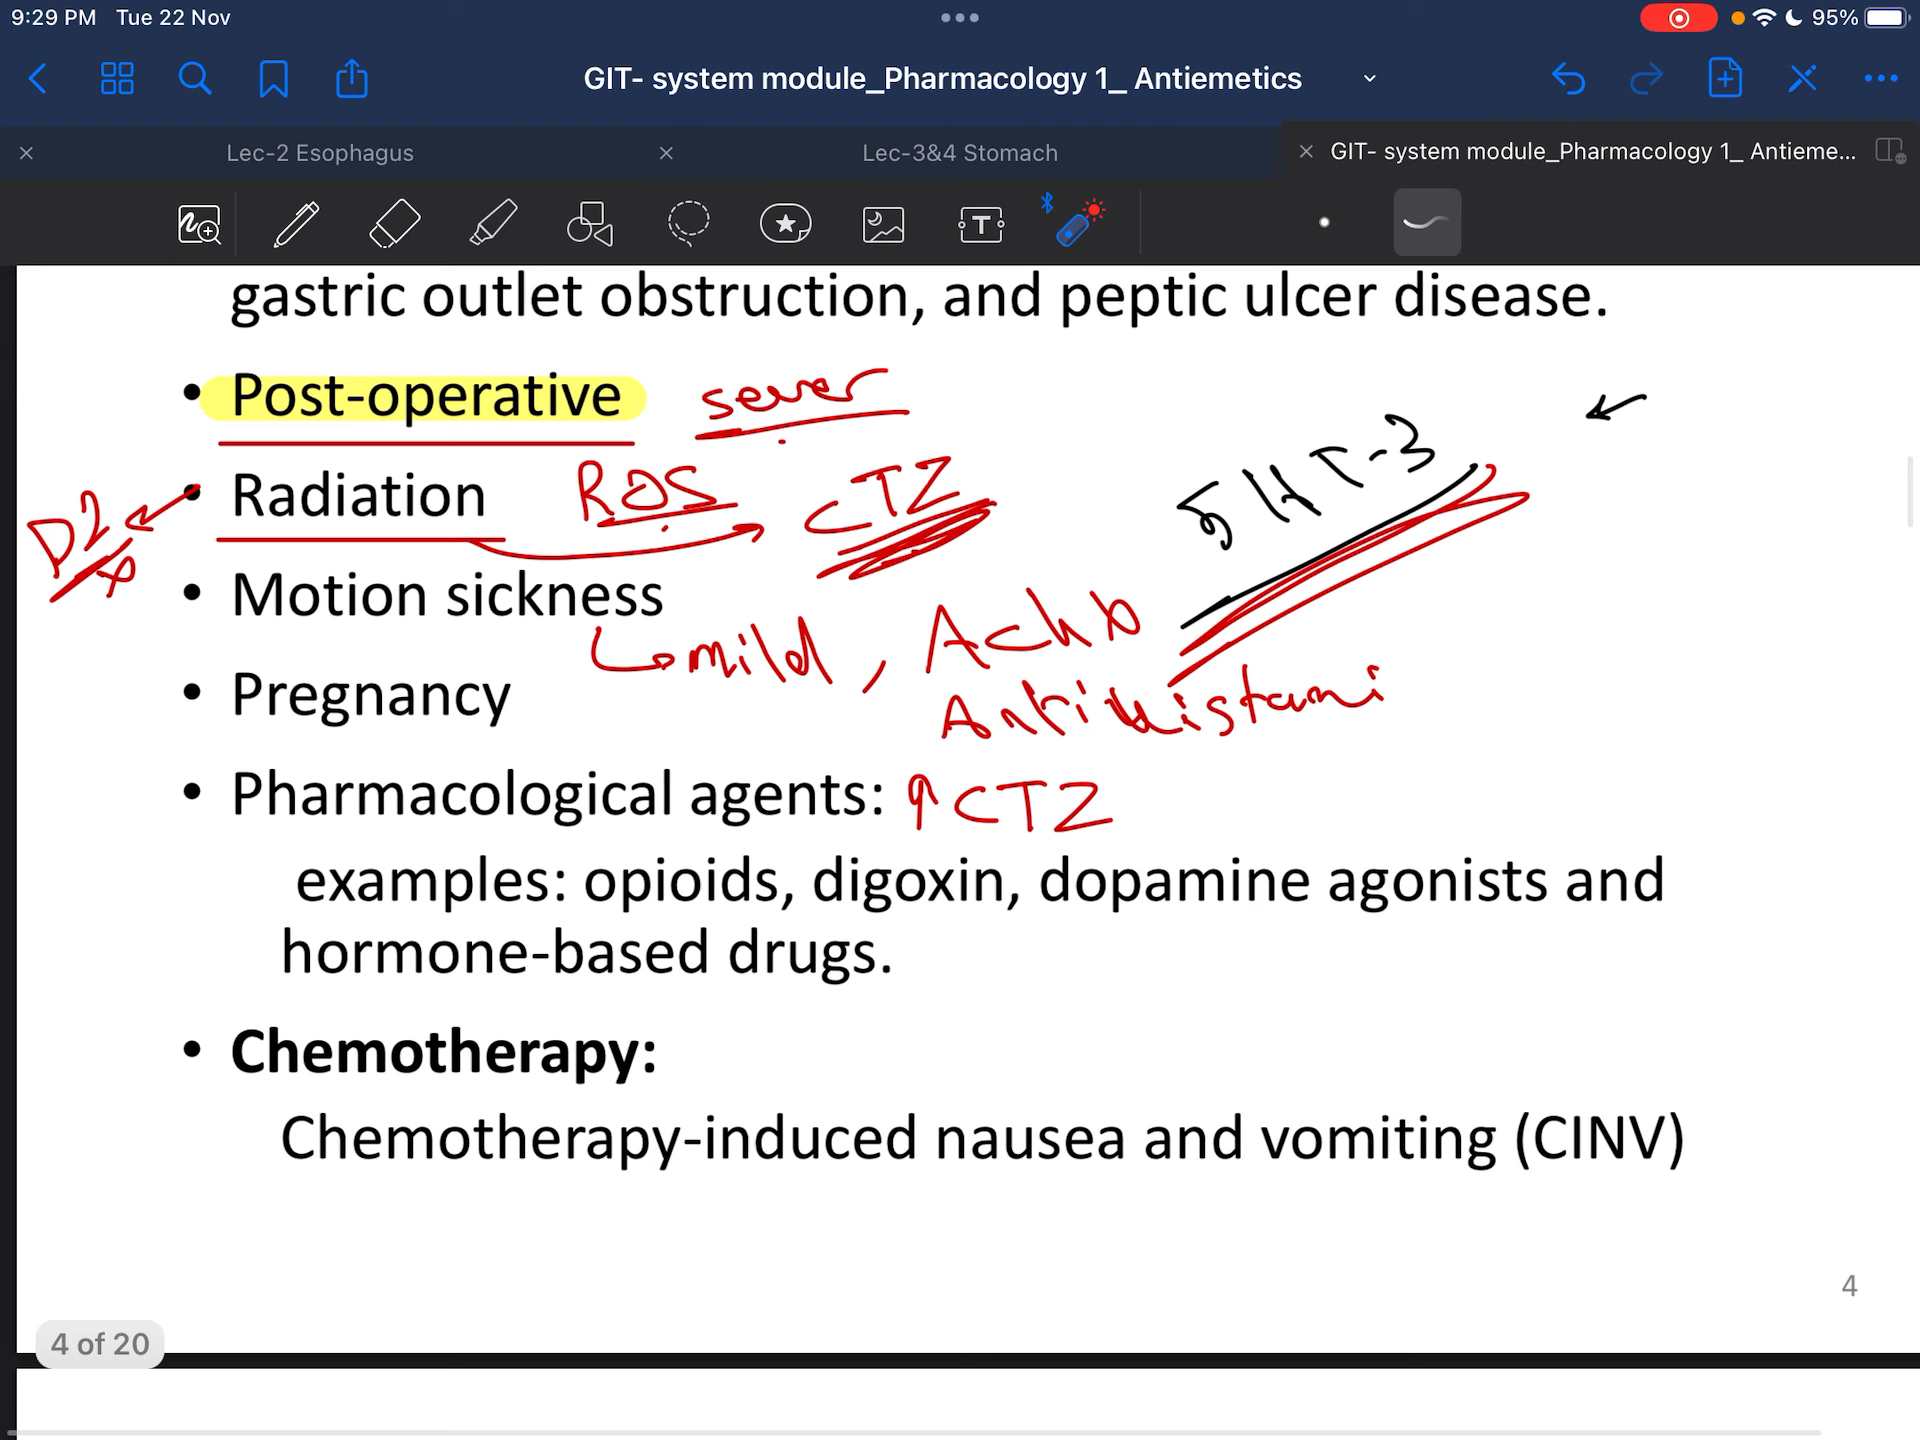 9:29 PM Tue 22 Nov
95%
GIT- system module_Pharmacology 1_ Antiemetics
Lec-2 Esophagus
Lec-3&4 Stomach
GIT- system module_Pharmacology 1_ Antieme...
T
gastric outlet obstruction, and peptic ulcer disease.
• Post-operative sever
5HT-3
• Radiation ROS CTZ
D2
• Motion sickness
mild, Ach
• Pregnancy
Antihistami
• Pharmacological agents: ↑ CTZ
examples: opioids, digoxin, dopamine agonists and
hormone-based drugs.
• Chemotherapy:
Chemotherapy-induced nausea and vomiting (CINV)
4
4 of 20